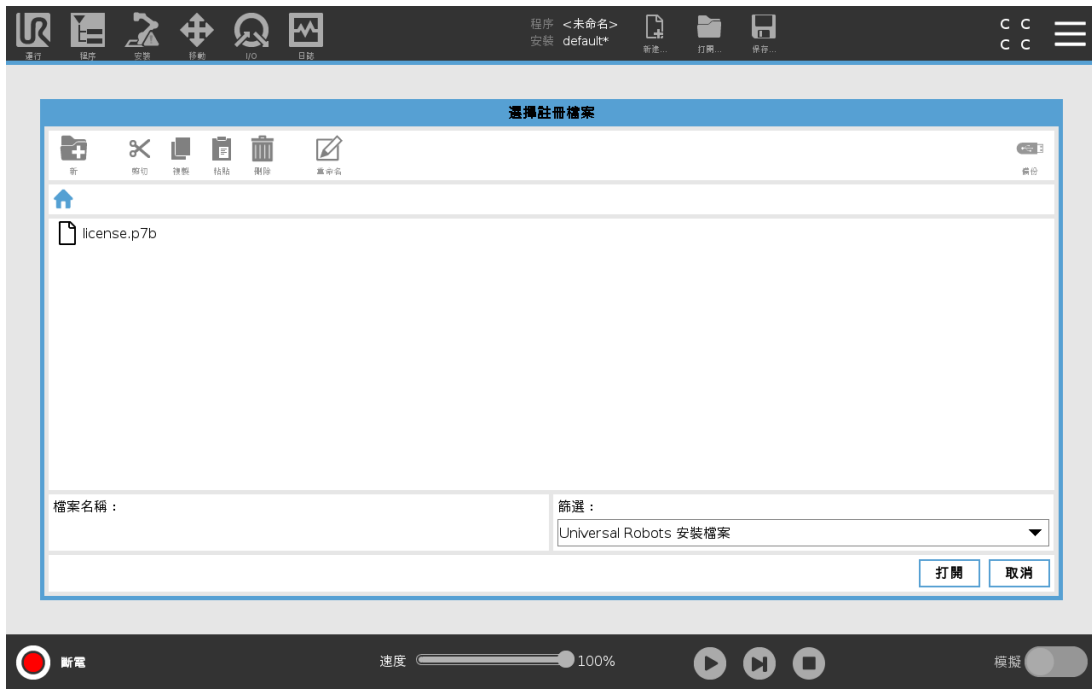 運行
程序
安裝
移動
I/O
日誌
程序 <未命名>
安裝 default*
新建...
打開...
保存...
C C
C C
選擇註冊檔案
新
剪切
複製
粘貼
刪除
重命名
備份
license.p7b
檔案名稱：
篩選：
Universal Robots 安裝檔案
打開
取消
斷電
速度
100%
模擬